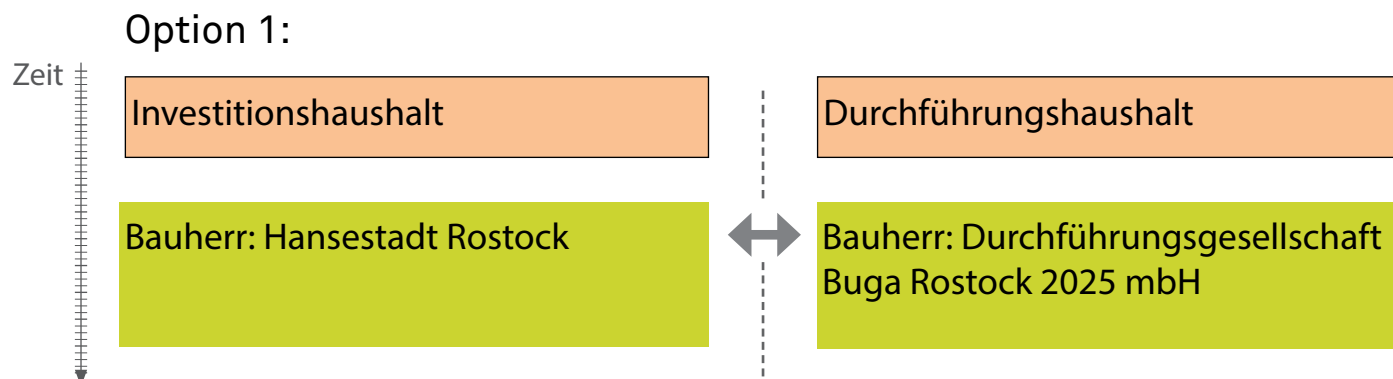 Option 1:
Zeit
Investitionshaushalt
Durchführungshaushalt
Bauherr: Hansestadt Rostock
Bauherr: Durchführungsgesellschaft
Buga Rostock 2025 mbH